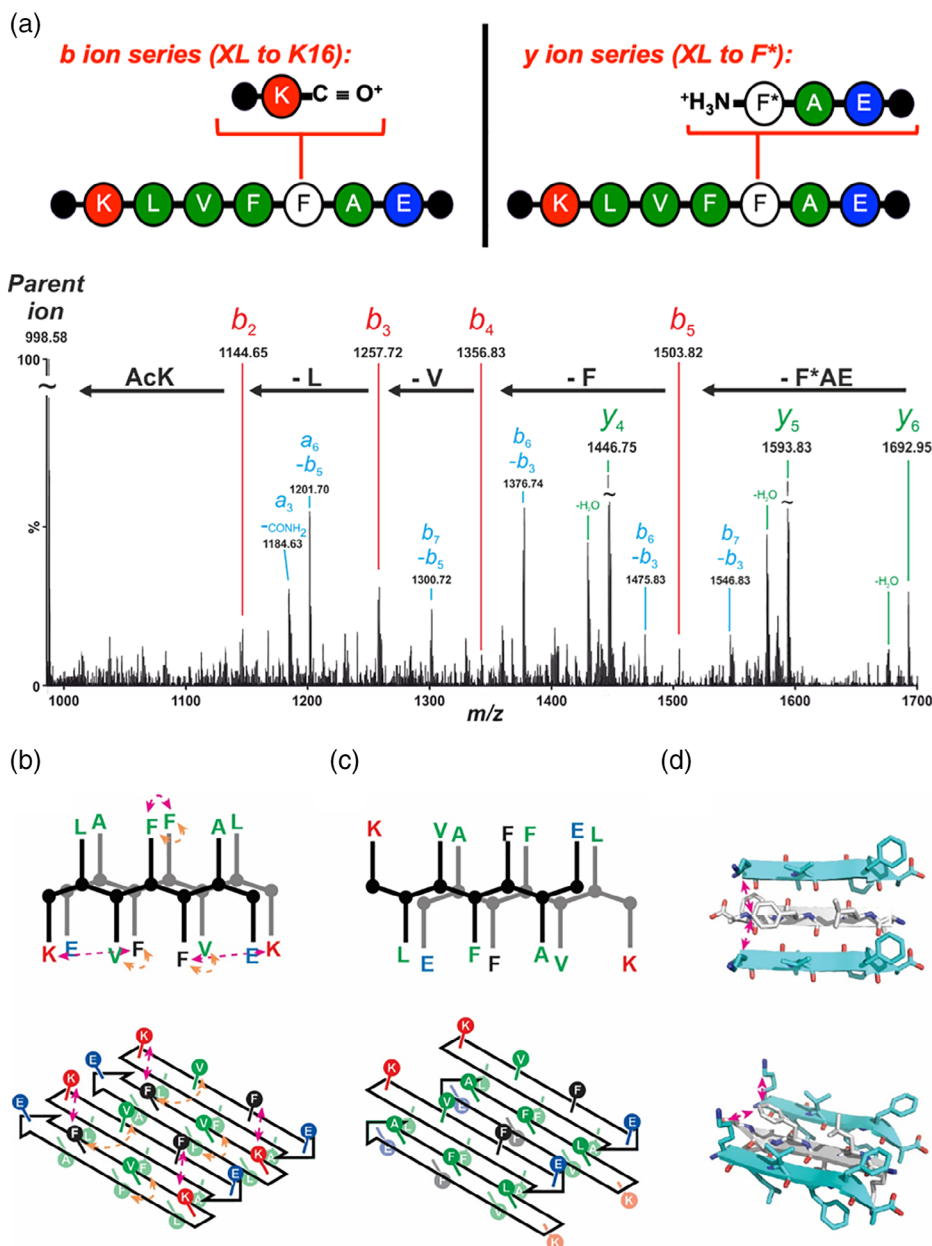 (a)
b ion series (XL to K16):
y ion series (XL to F*):
K C ≡ O⁺
⁺H₃N F* A E
K L V F F A E
K L V F F A E
Parent
ion
998.58
b₂
1144.65
b₃
1257.72
b₄
1356.83
b₅
1503.82
AcK
- L
- V
- F
- F*AE
100
%
0
a₃
-CONH₂
1184.63
a₆
-b₅
1201.70
b₇
-b₅
1300.72
b₆
-b₃
1376.74
-H₂O
y₄
1446.75
b₆
-b₃
1475.83
b₇
-b₃
1546.83
-H₂O
y₅
1593.83
-H₂O
y₆
1692.95
~
~
~
1000 1100 1200 1300 1400 1500 1600 1700
m/z
(b)
(c)
(d)
L A F F A L
K E V F F V E K
K V A F F E L
L E F F A V K
K
E K V
E K F F L
F L V F F E
A V F K A
F V F E A
F K
L
K
K V
A L F
V E F F E
A L F F L A
E F F E L
F L
V K
K